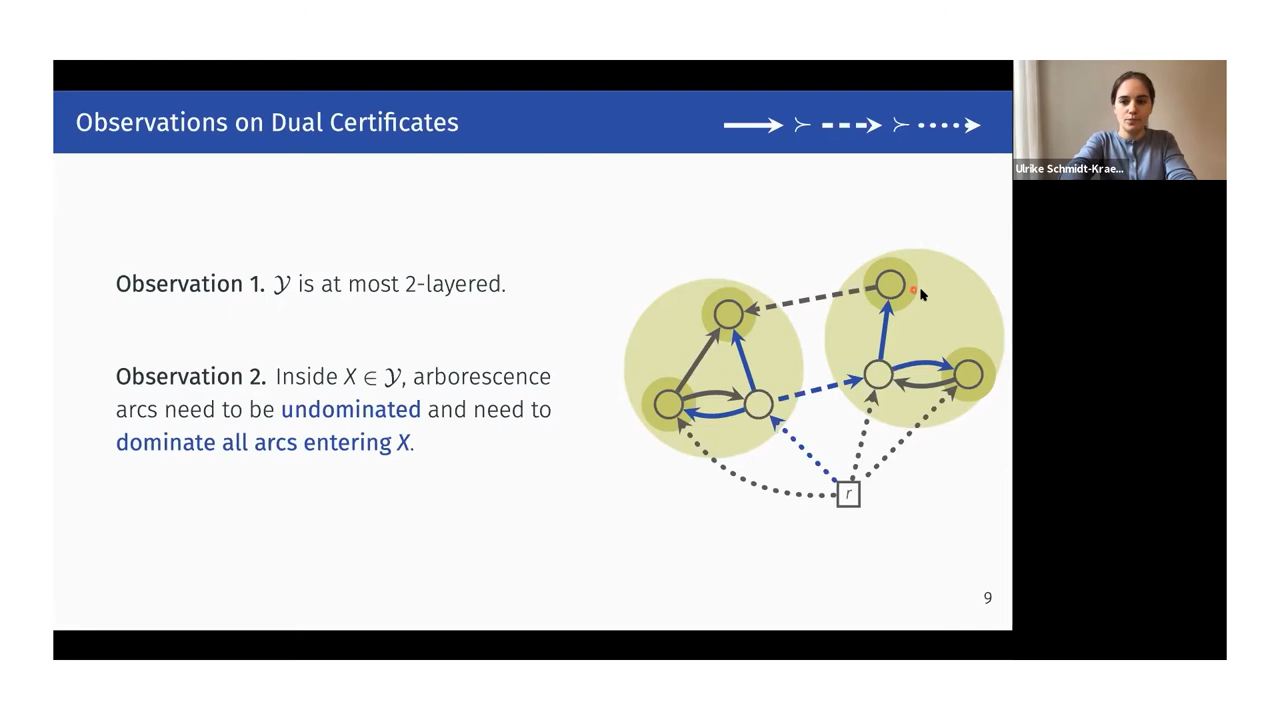 Observations on Dual Certificates
≻ ≻
Ulrike Schmidt-Krae...
Observation 1. 𝒴 is at most 2-layered.
Observation 2. Inside X ∈ 𝒴, arborescence
arcs need to be undominated and need to
dominate all arcs entering X.
r
9